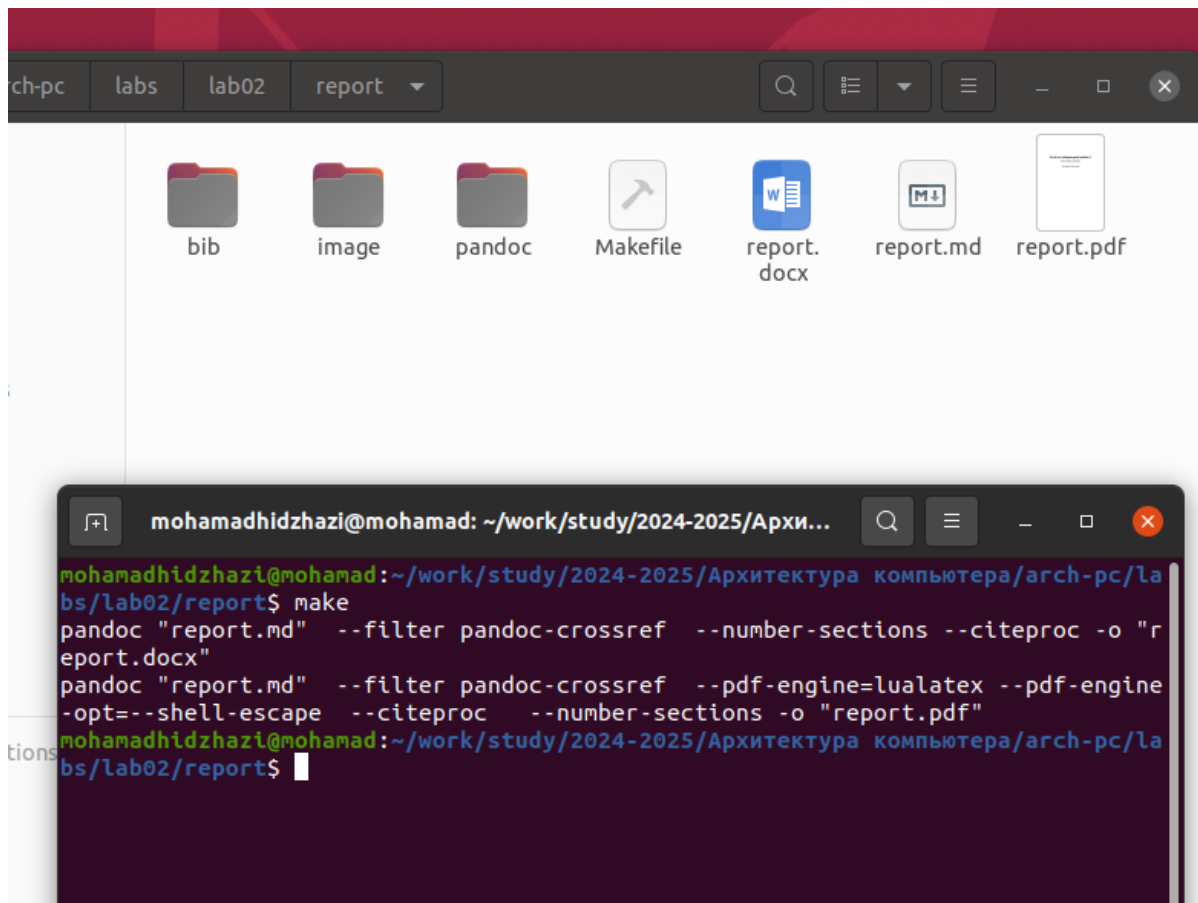 rch-pc labs lab02 report
bib image pandoc Makefile report. report.md report.pdf
docx
mohamadhidzhazi@mohamad: ~/work/study/2024-2025/Архи...
mohamadhidzhazi@mohamad:~/work/study/2024-2025/Архитектура компьютера/arch-pc/la
bs/lab02/report$ make
pandoc "report.md"  --filter pandoc-crossref  --number-sections --citeproc -o "r
eport.docx"
pandoc "report.md"  --filter pandoc-crossref  --pdf-engine=lualatex --pdf-engine
-opt=--shell-escape  --citeproc   --number-sections -o "report.pdf"
mohamadhidzhazi@mohamad:~/work/study/2024-2025/Архитектура компьютера/arch-pc/la
tions
bs/lab02/report$